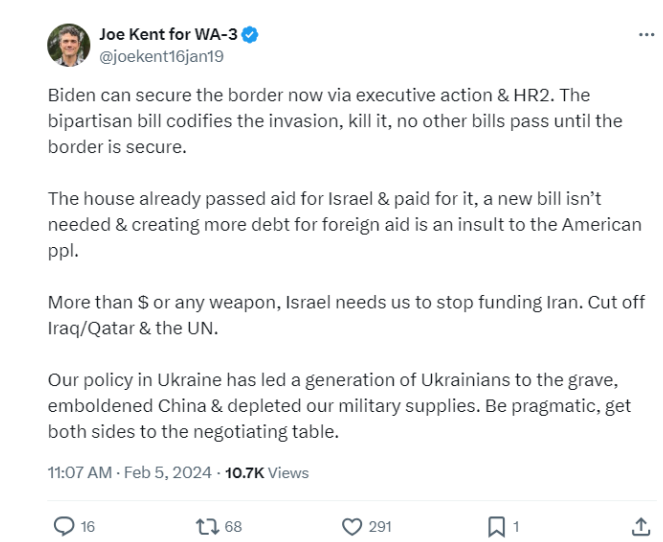 Joe Kent for WA-3
@joekent16jan19
Biden can secure the border now via executive action & HR2. The
bipartisan bill codifies the invasion, kill it, no other bills pass until the
border is secure.
The house already passed aid for Israel & paid for it, a new bill isn’t
needed & creating more debt for foreign aid is an insult to the American
ppl.
More than $ or any weapon, Israel needs us to stop funding Iran. Cut off
Iraq/Qatar & the UN.
Our policy in Ukraine has led a generation of Ukrainians to the grave,
emboldened China & depleted our military supplies. Be pragmatic, get
both sides to the negotiating table.
11:07 AM · Feb 5, 2024 · 10.7K Views
16 68 291 1